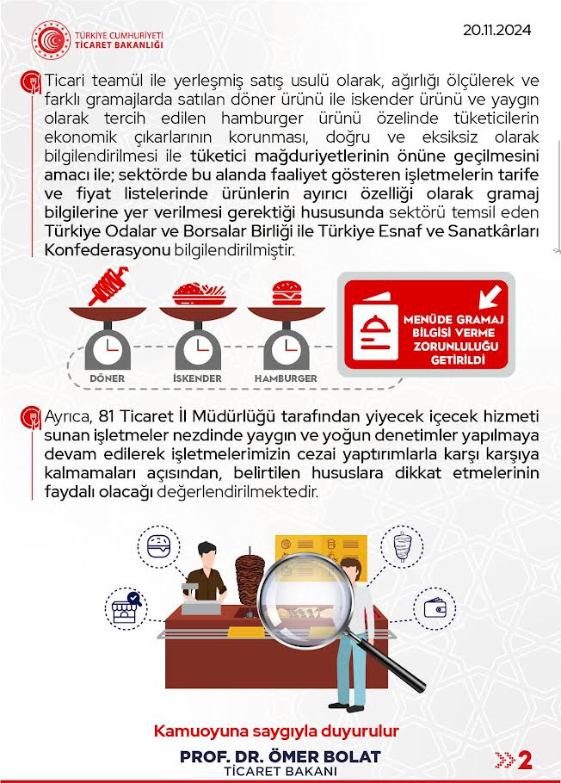 20.11.2024
TÜRKİYE CUMHURİYETİ
TİCARET BAKANLIĞI
Ticari teamül ile yerleşmiş satış usulü olarak, ağırlığı ölçülerek ve
farklı gramajlarda satılan döner ürünü ile iskender ürünü ve yaygın
olarak tercih edilen hamburger ürünü özelinde tüketicilerin
ekonomik çıkarlarının korunması, doğru ve eksiksiz olarak
bilgilendirilmesi ile tüketici mağduriyetlerinin önüne geçilmesini
amacı ile; sektörde bu alanda faaliyet gösteren işletmelerin tarife
ve fiyat listelerinde ürünlerin ayırıcı özelliği olarak gramaj
bilgilerine yer verilmesi gerektiği hususunda sektörü temsil eden
Türkiye Odalar ve Borsalar Birliği ile Türkiye Esnaf ve Sanatkârları
Konfederasyonu bilgilendirilmiştir.
MENÜDE GRAMAJ
BİLGİSİ VERME
ZORUNLULUĞU
GETİRİLDİ
DÖNER
İSKENDER
HAMBURGER
Ayrıca, 81 Ticaret İl Müdürlüğü tarafından yiyecek içecek hizmeti
sunan işletmeler nezdinde yaygın ve yoğun denetimler yapılmaya
devam edilerek işletmelerimizin cezai yaptırımlarla karşı karşıya
kalmamaları açısından, belirtilen hususlara dikkat etmelerinin
faydalı olacağı değerlendirilmektedir.
Kamuoyuna saygıyla duyurulur
PROF. DR. ÖMER BOLAT
TİCARET BAKANI
2